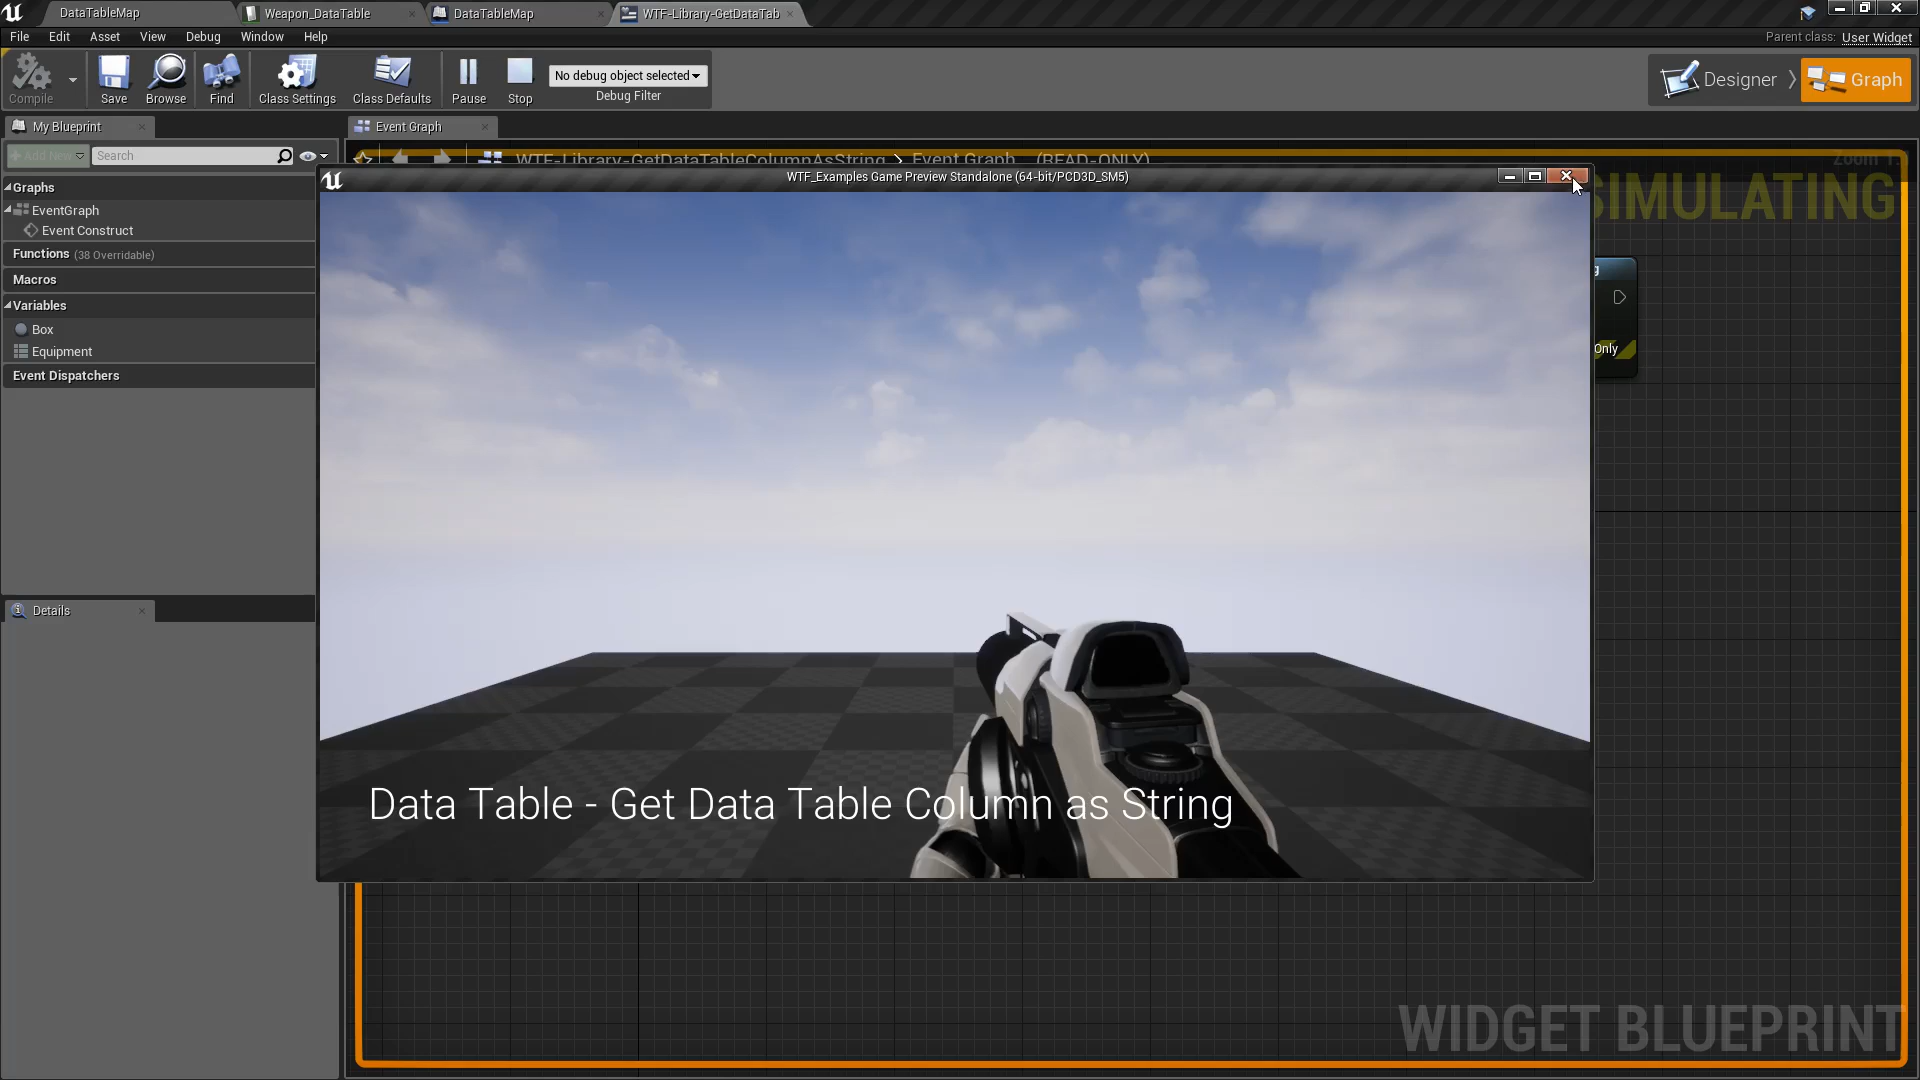 DataTableMap
Weapon_DataTable
DataTableMap
WTF-Library-GetDataTab
File Edit Asset View Debug Window Help
Parent class: User Widget
Compile
Save
Browse
Find
Class Settings
Class Defaults
Pause
Stop
No debug object selected
Debug Filter
Designer
Graph
My Blueprint
Event Graph
Add New
Search
WTF-Library-GetDataTableColumnAsString > Event Graph (READ-ONLY)
WTF_Examples Game Preview Standalone (64-bit/PCD3D_SM5)
SIMULATING
Graphs
EventGraph
Event Construct
Functions (38 Overridable)
Macros
Variables
Box
Equipment
Event Dispatchers
Only
Details
Data Table - Get Data Table Column as String
WIDGET BLUEPRINT